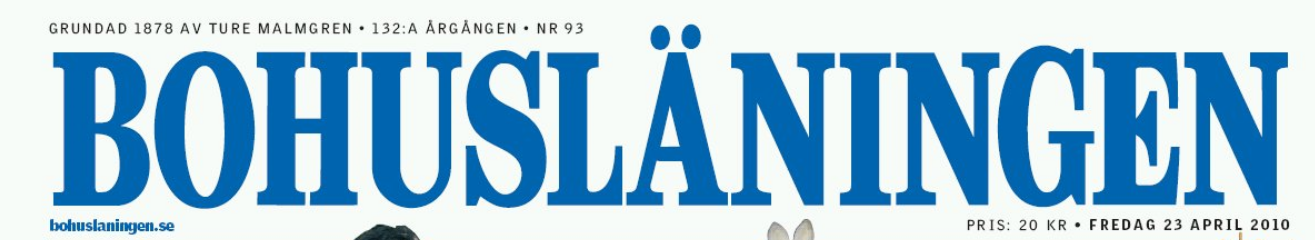 GRUNDAD 1878 AV TURE MALMGREN • 132:A ÅRGÅNGEN • NR 93
BOHUSLÄNINGEN
bohuslaningen.se
PRIS: 20 KR • FREDAG 23 APRIL 2010